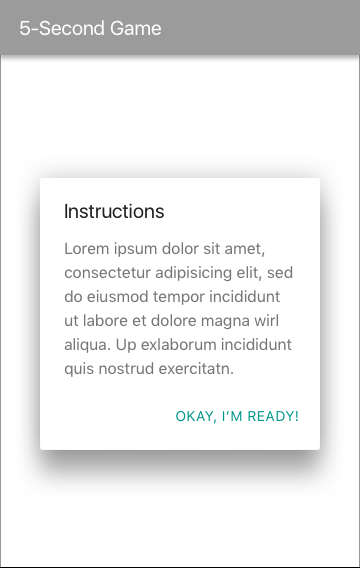 5-Second Game
Instructions
Lorem ipsum dolor sit amet,
consectetur adipisicing elit, sed
do eiusmod tempor incididunt
ut labore et dolore magna wirl
aliqua. Up exlaborum incididunt
quis nostrud exercitatn.
OKAY, I’M READY!